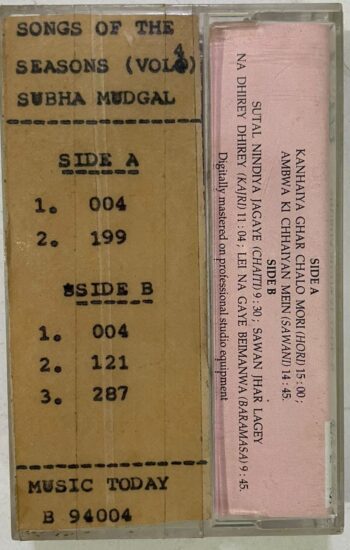 SONGS OF THE
SEASONS (VOL4)
SUBHA MUDGAL
SIDE A
1. 004
2. 199
SIDE B
1. 004
2. 121
3. 287
MUSIC TODAY
B 94004
SIDE A
KANHAIYA GHAR CHALO MORI (HORI) 15:00;
AMBWA KI CHHAIYAN MEIN (SAWANI) 14:45.
SIDE B
SUTAL NINDIYA JAGAYE (CHAITI) 9:30; SAWAN JHAR LAGEY
NA DHIREY DHIREY (KAJRI) 11:04; LEI NA GAYE BEIMANWA (BARAMASA) 9:45.
Digitally mastered on professional studio equipment